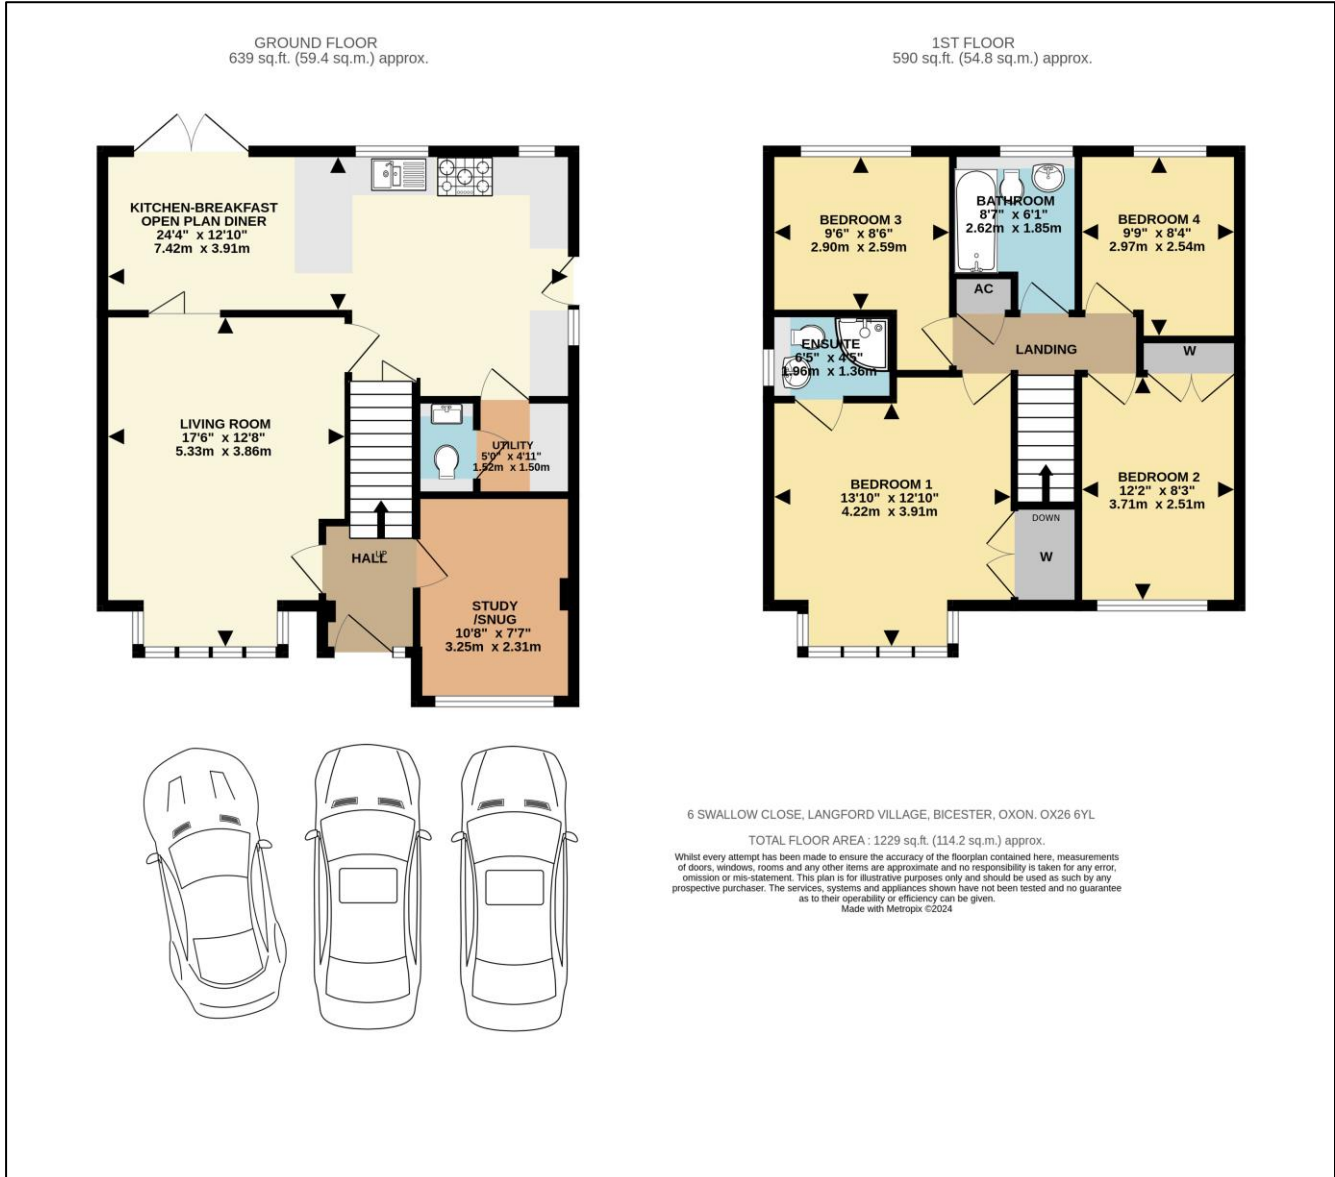 GROUND FLOOR
639 sq.ft. (59.4 sq.m.) approx.
KITCHEN-BREAKFAST
OPEN PLAN DINER
24'4" x 12'10"
7.42m x 3.91m
LIVING ROOM
17'6" x 12'8"
5.33m x 3.86m
UTILITY
5'0" x 4'11"
1.52m x 1.50m
UP
HALL
STUDY
/SNUG
10'8" x 7'7"
3.25m x 2.31m
1ST FLOOR
590 sq.ft. (54.8 sq.m.) approx.
BEDROOM 3
9'6" x 8'6"
2.90m x 2.59m
BATHROOM
8'7" x 6'1"
2.62m x 1.85m
BEDROOM 4
9'9" x 8'4"
2.97m x 2.54m
AC
ENSUITE
6'5" x 4'5"
1.96m x 1.36m
LANDING
W
BEDROOM 1
13'10" x 12'10"
4.22m x 3.91m
BEDROOM 2
12'2" x 8'3"
3.71m x 2.51m
DOWN
W
6 SWALLOW CLOSE, LANGFORD VILLAGE, BICESTER, OXON. OX26 6YL
TOTAL FLOOR AREA : 1229 sq.ft. (114.2 sq.m.) approx.
Whilst every attempt has been made to ensure the accuracy of the floorplan contained here, measurements
of doors, windows, rooms and any other items are approximate and no responsibility is taken for any error,
omission or mis-statement. This plan is for illustrative purposes only and should be used as such by any
prospective purchaser. The services, systems and appliances shown have not been tested and no guarantee
as to their operability or efficiency can be given.
Made with Metropix ©2024